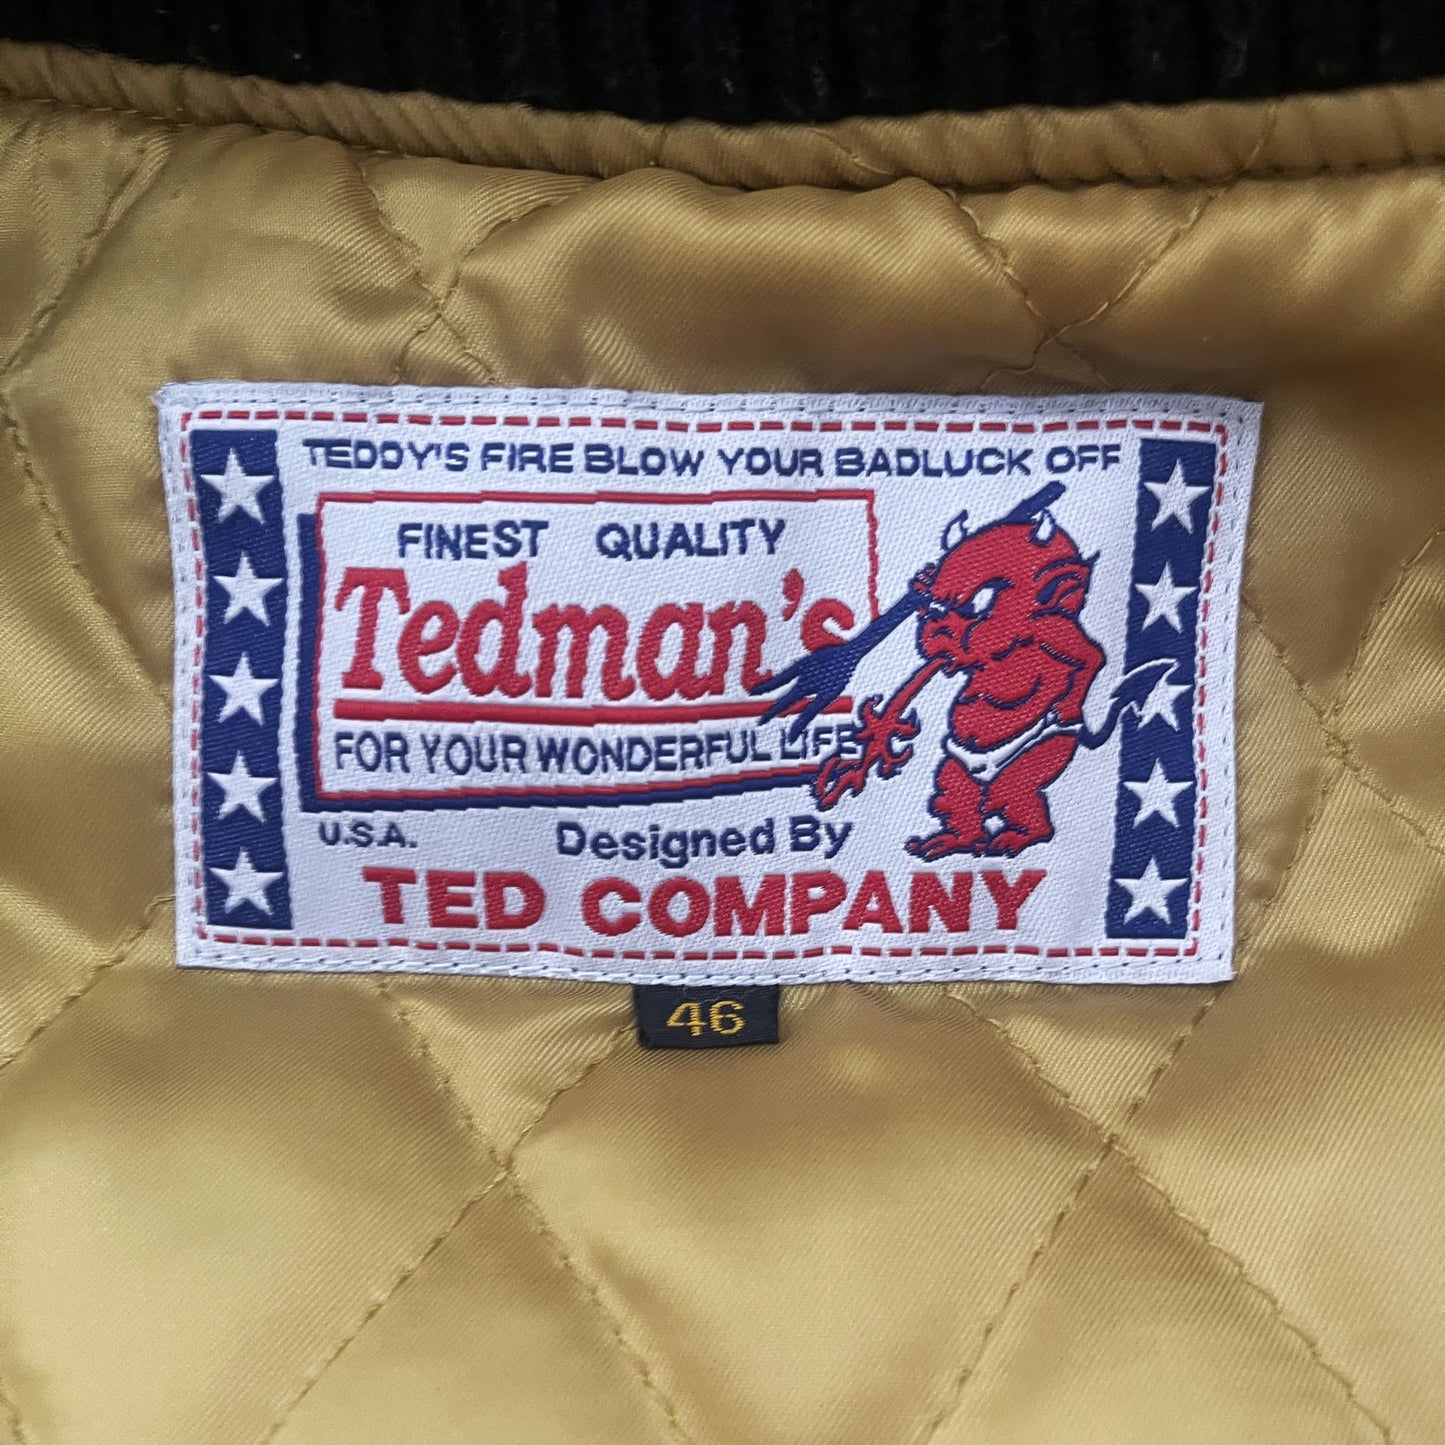 TEDDY'S FIRE BLOW YOUR BADLUCK OFF
FINEST QUALITY
Tedman's
FOR YOUR WONDERFUL LIFE
U.S.A. Designed By
TED COMPANY
46